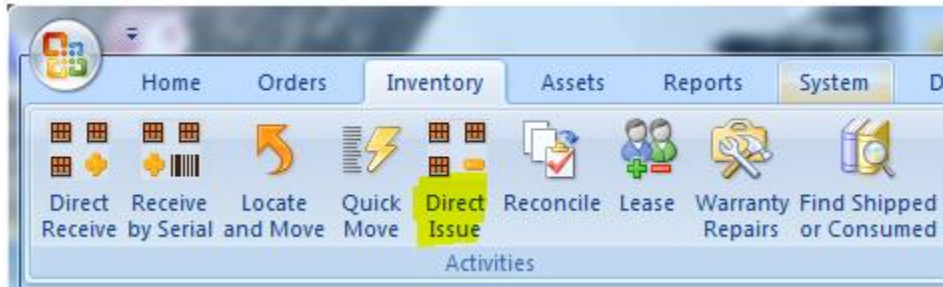 Home Orders Inventory Assets Reports System D
Direct Receive Locate Quick Direct Reconcile Lease Warranty Find Shipped
Receive by Serial and Move Move Issue Repairs or Consumed
Activities